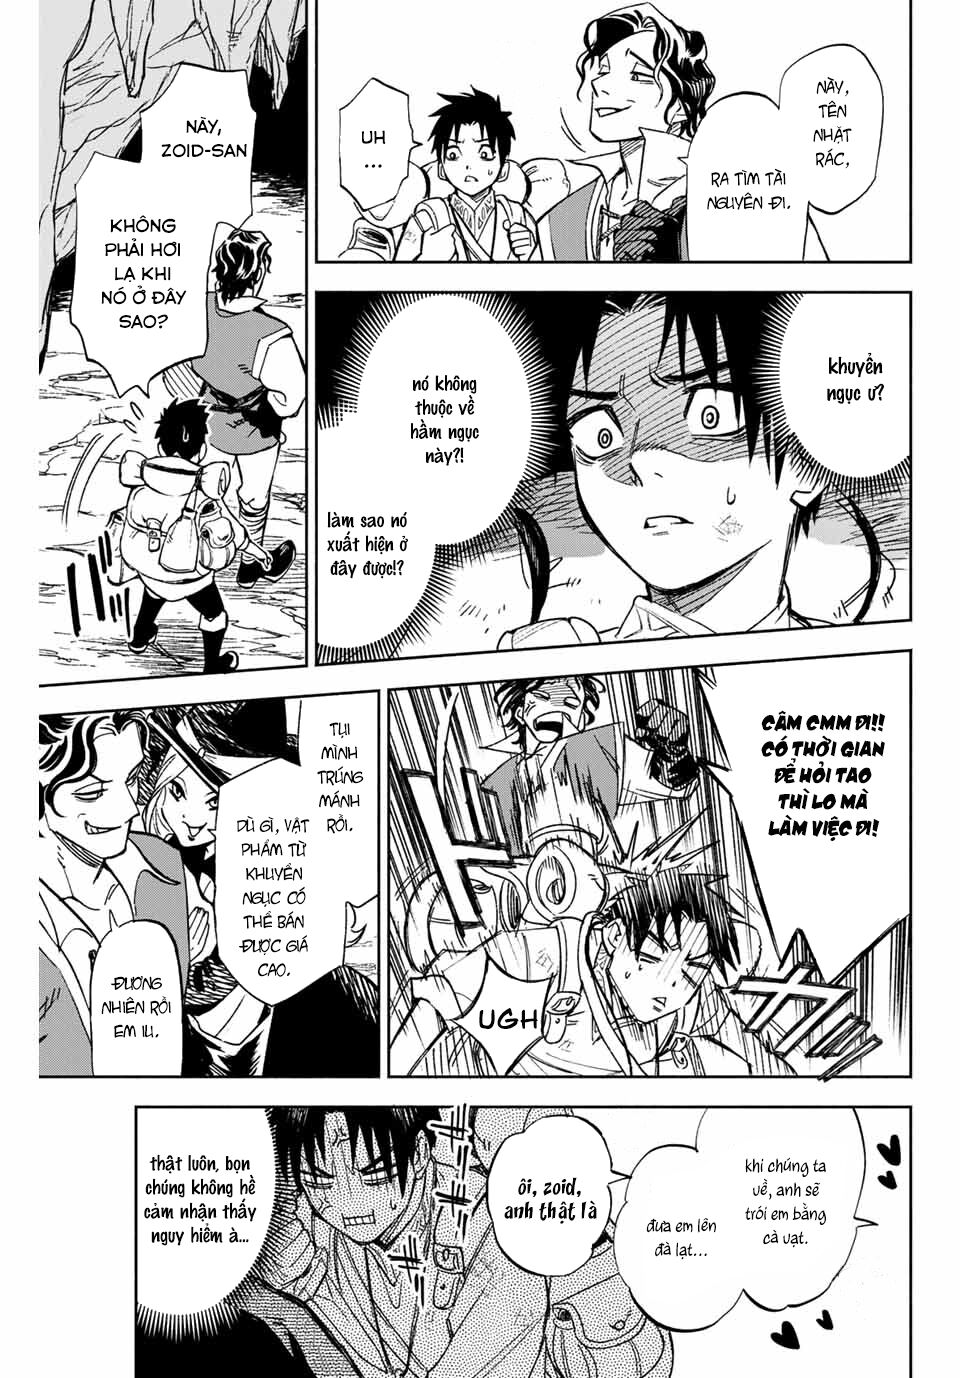 NÀY,
TÊN
NHẶT
RÁC,
RA TÌM TÀI
NGUYÊN ĐI.
UH
...
NÀY,
ZOID-SAN
KHÔNG
PHẢI HƠI
LẠ KHI
NÓ Ở ĐÂY
SAO?
khuyển
ngục ư?
nó không
thuộc về
hầm ngục
này?!
làm sao nó
xuất hiện ở
đây được!?
CÂM CMM ĐI!!
CÓ THỜI GIAN
ĐỂ HỎI TAO
THÌ LO MÀ
LÀM VIỆC ĐI!
UGH
ガッ
TỤI
MÌNH
TRÚNG
MÁNH
RỒI.
DÙ GÌ, VẬT
PHẨM TỪ
KHUYỂN
NGỤC CÓ
THỂ BÁN
ĐƯỢC GIÁ
CAO.
ĐƯƠNG
NHIÊN RỒI
EM IU.
khi chúng ta
về, anh sẽ
trói em bằng
cà vạt.
đưa em lên
đà lạt...
ôi, zoid,
anh thật là
thật luôn, bọn
chúng không hề
cảm nhận thấy
nguy hiểm à...